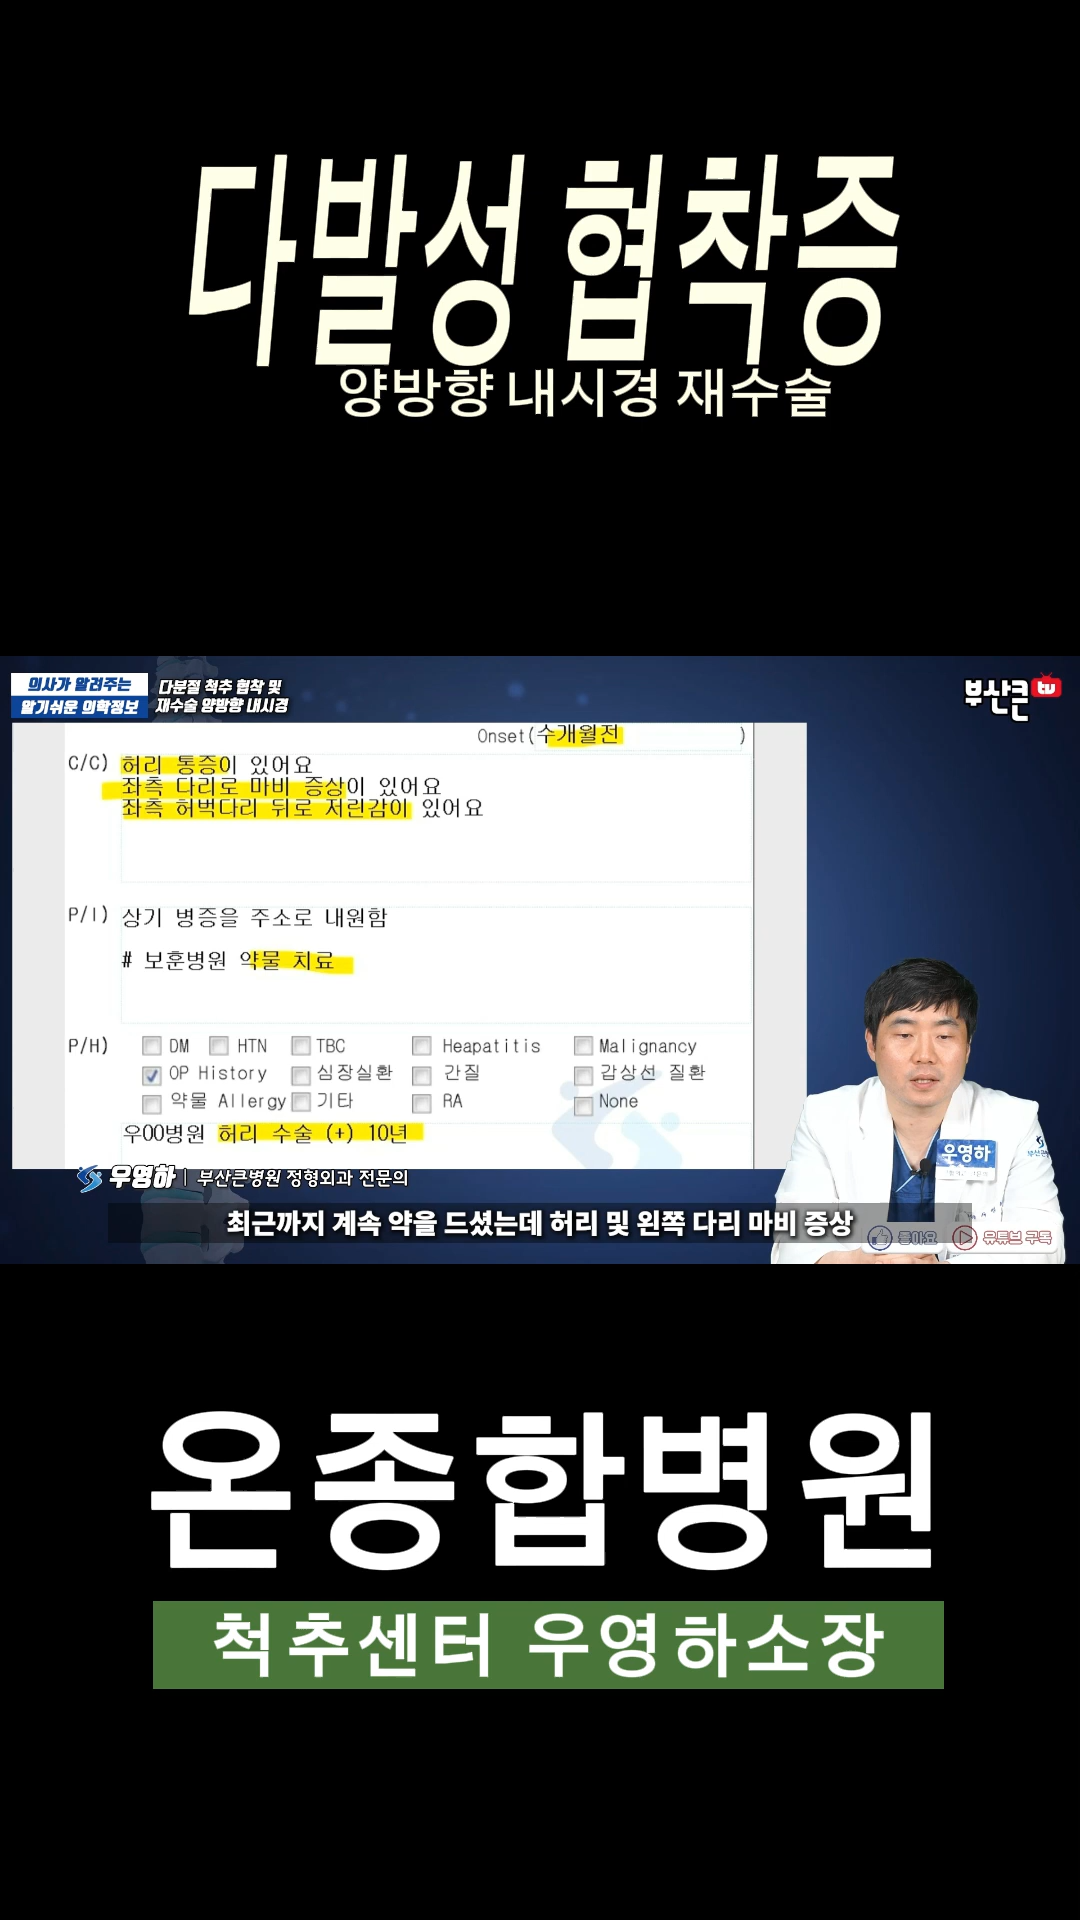 다발성 협착증
양방향 내시경 재수술
의사가 알려주는
알기쉬운 의학정보
다분절 척추 협착 및
재수술 양방향 내시경
부산큰 tv
Onset(수개월전 )
C/C) 허리 통증이 있어요
좌측 다리로 마비 증상이 있어요
좌측 허벅다리 뒤로 저린감이 있어요
P/I) 상기 병증을 주소로 내원함
# 보훈병원 약물 치료
P/H) DM HTN TBC Heapatitis Malignancy
OP History 심장실환 간질 갑상선 질환
약물 Allergy 기타 RA None
우00병원 허리 수술 (+) 10년
우영하
우영하 | 부산큰병원 정형외과 전문의
최근까지 계속 약을 드셨는데 허리 및 왼쪽 다리 마비 증상
좋아요 유튜브 구독
온종합병원
척추센터 우영하소장